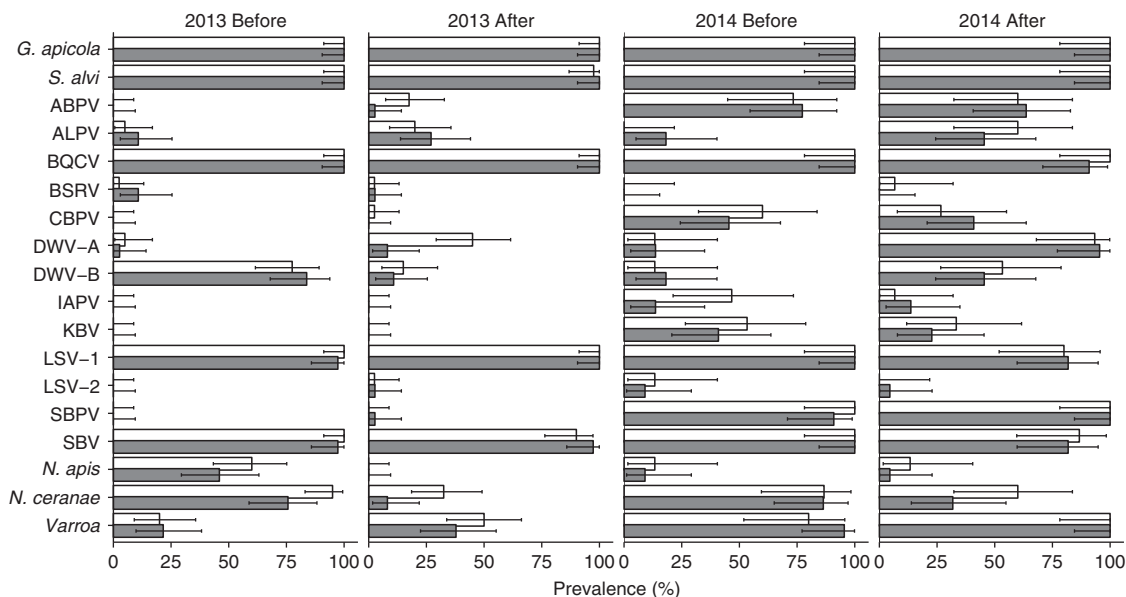 2013 Before 2013 After 2014 Before 2014 After
G. apicola
S. alvi
ABPV
ALPV
BQCV
BSRV
CBPV
DWV−A
DWV−B
IAPV
KBV
LSV−1
LSV−2
SBPV
SBV
N. apis
N. ceranae
Varroa
0 25 50 75 100 0 25 50 75 100 0 25 50 75 100 0 25 50 75 100
Prevalence (%)